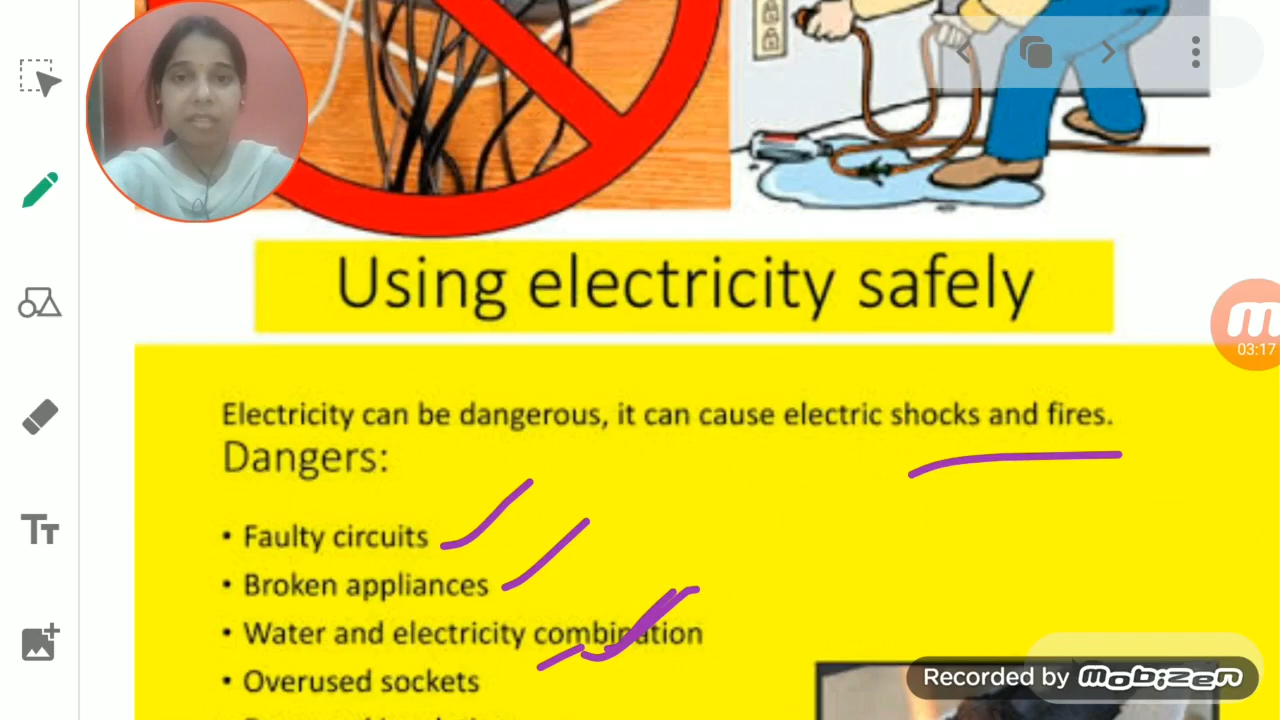 Using electricity safely
03:17
Electricity can be dangerous, it can cause electric shocks and fires.
Dangers:
• Faulty circuits
• Broken appliances
• Water and electricity combination
• Overused sockets
Recorded by mobizen
TT